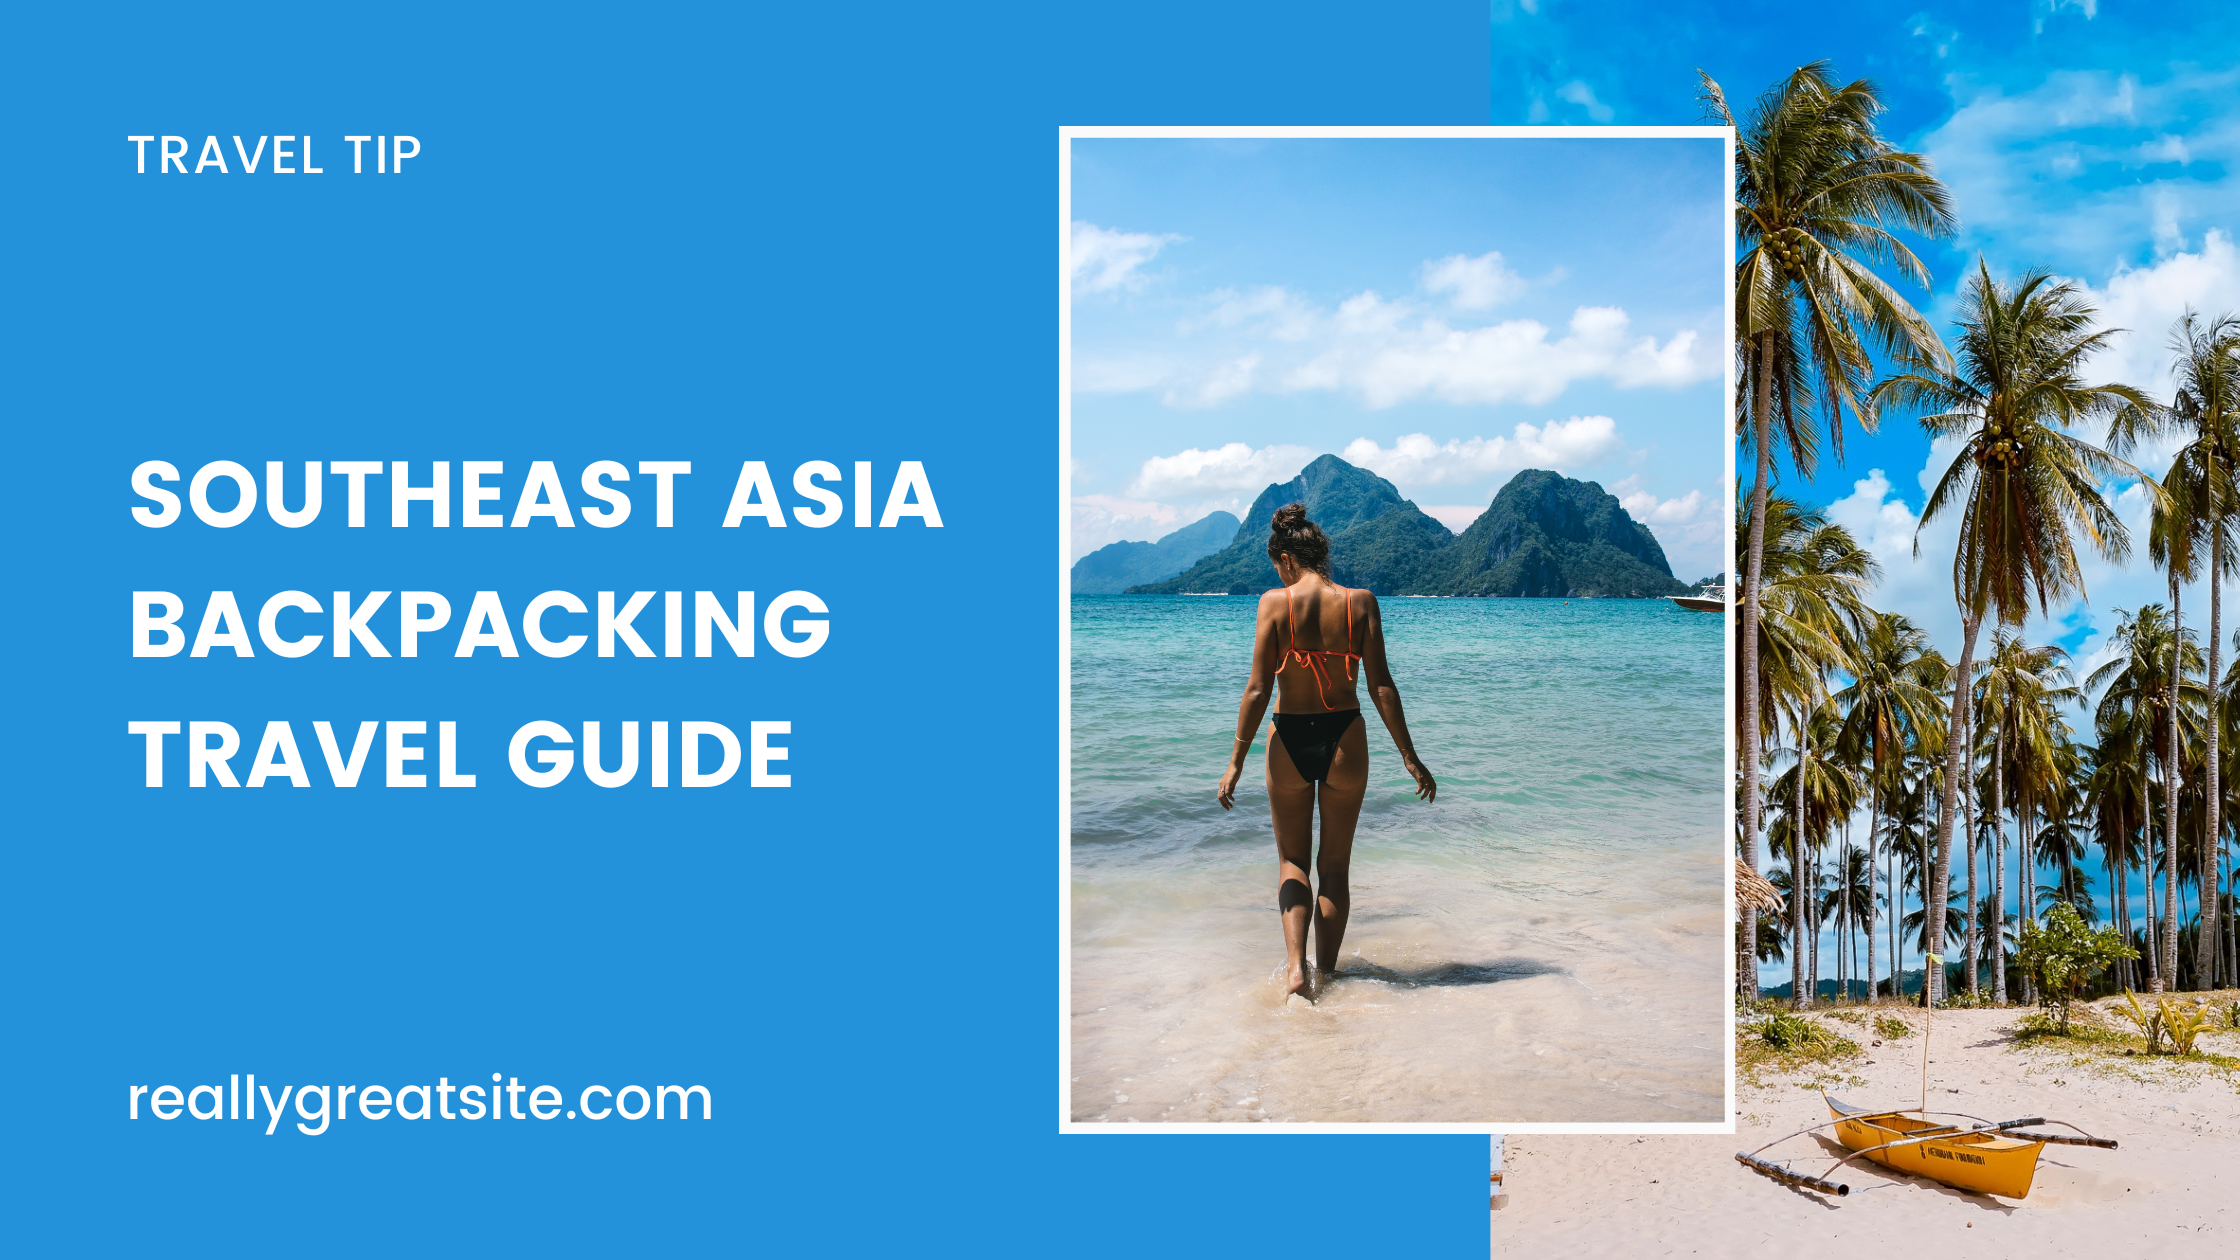 TRAVEL TIP
SOUTHEAST ASIA
BACKPACKING
TRAVEL GUIDE
reallygreatsite.com